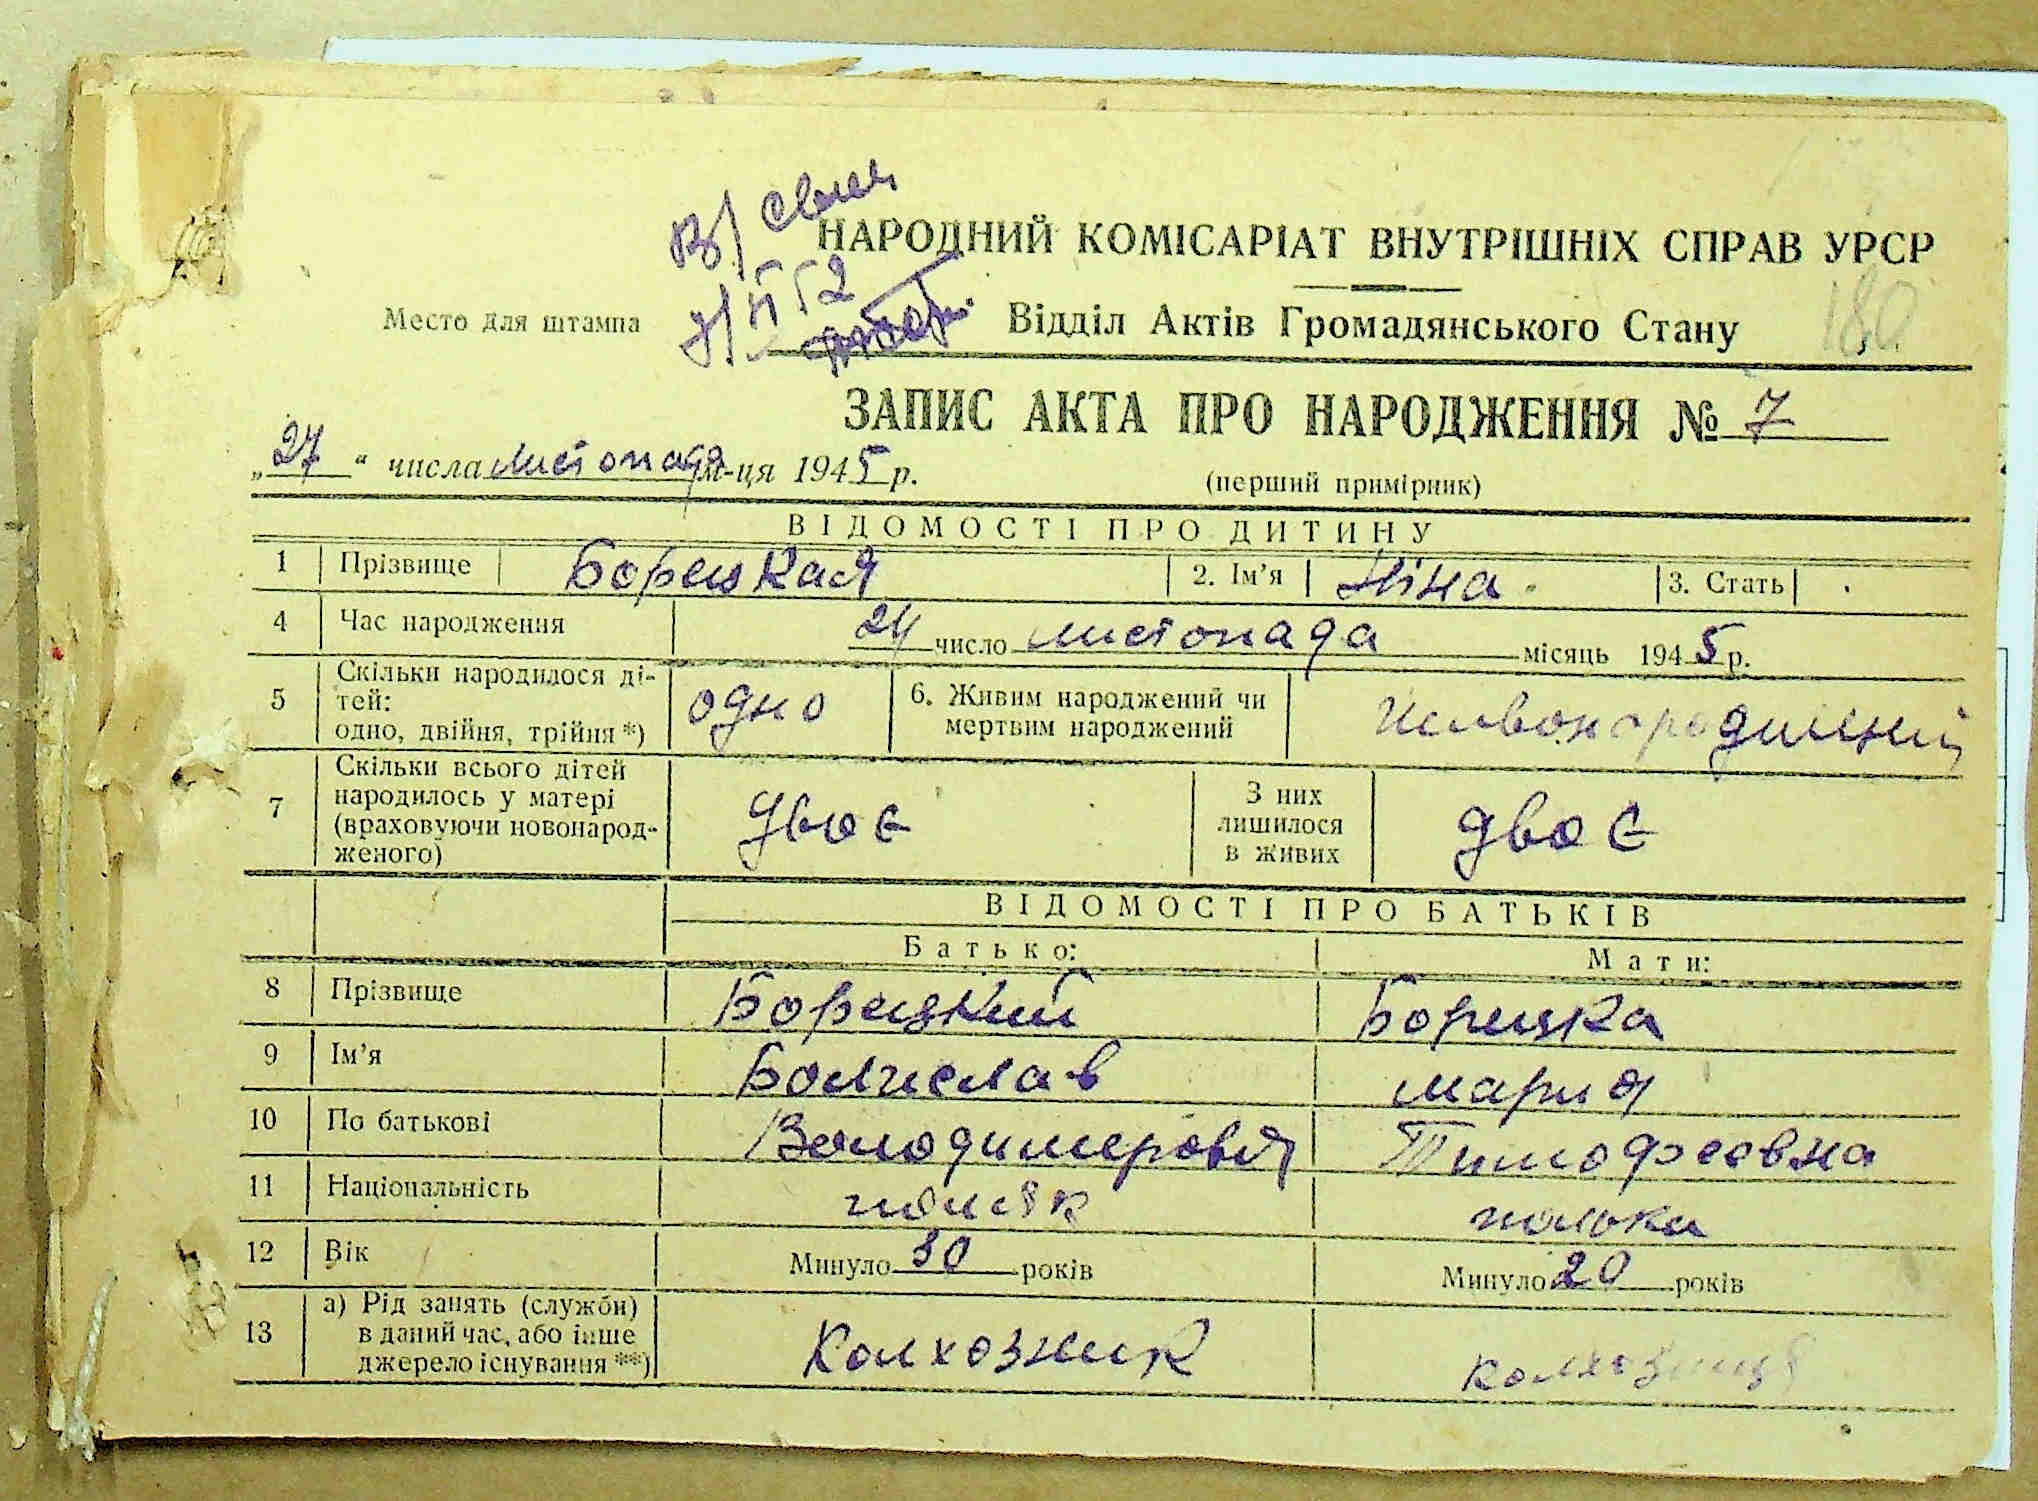 В/
НАРОДНИЙ КОМІСАРІАТ ВНУТРІШНІХ СПРАВ УРСР
Место для штампа
Відділ Актів Громадянського Стану
180
ЗАПИС АКТА ПРО НАРОДЖЕННЯ № 7
„27“ числа листопада м-ця 1945 р.
(перший примірник)
ВІДОМОСТІ ПРО ДИТИНУ
1 Прізвище Борецкая 2. Ім’я Ніна 3. Стать
4 Час народження 24 число листопада місяць 1945 р.
5 Скільки народилося ді-
тей:
одно, двійня, трійня *) одно 6. Живим народжений чи
мертвим народжений
7 Скільки всього дітей
народилось у матері
(враховуючи новонарод-
женого) двоє З них
лишилося
в живих двоє
ВІДОМОСТІ ПРО БАТЬКІВ
Батько: Мати:
8 Прізвище Борецкий Борецка
9 Ім’я Болислав Мария
10 По батькові Володимерович Тимофеевна
11 Національність поляк полька
12 Вік Минуло 30 років Минуло 20 років
13 а) Рід занять (служби)
в даний час, або інше
джерело існування **) Колхозник колхозниця